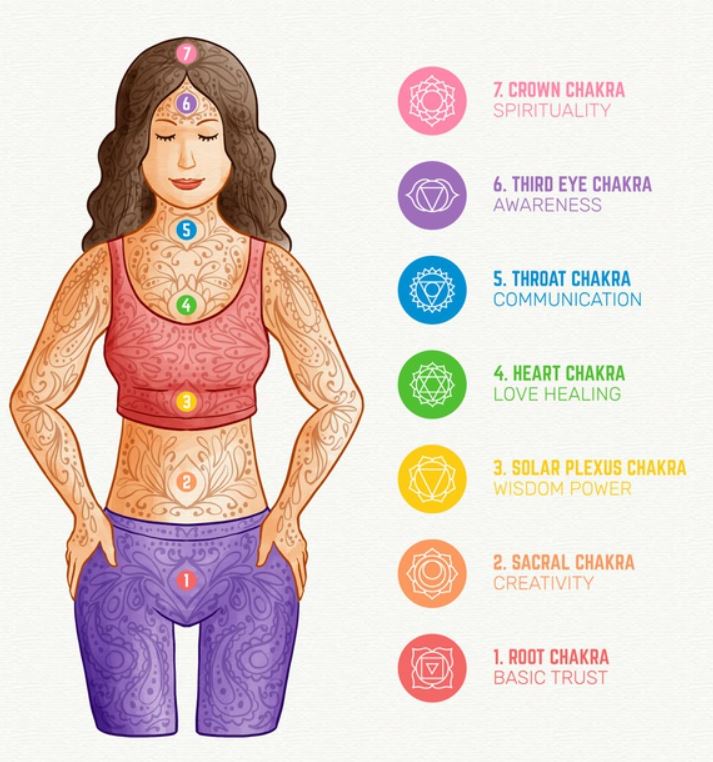 7
6
5
4
3
2
1
7. CROWN CHAKRA
SPIRITUALITY
6. THIRD EYE CHAKRA
AWARENESS
5. THROAT CHAKRA
COMMUNICATION
4. HEART CHAKRA
LOVE HEALING
3. SOLAR PLEXUS CHAKRA
WISDOM POWER
2. SACRAL CHAKRA
CREATIVITY
1. ROOT CHAKRA
BASIC TRUST